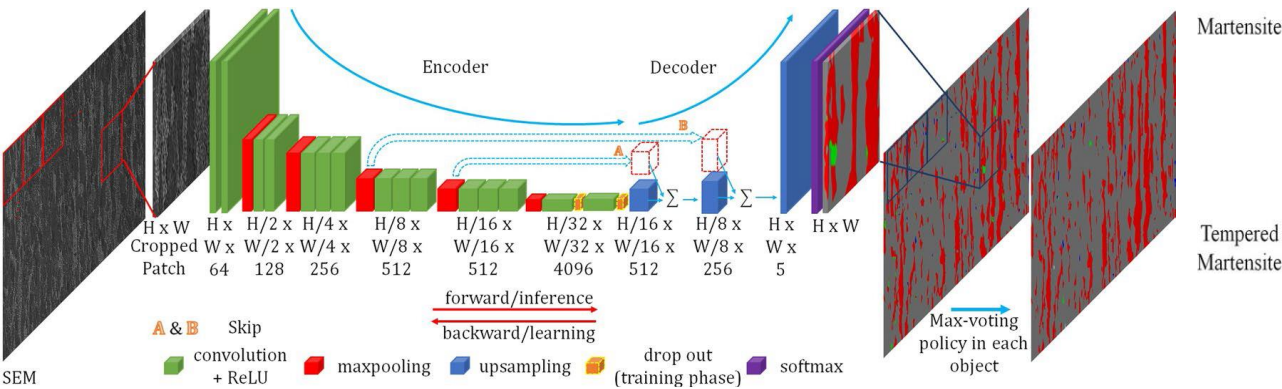 Martensite
Encoder
Decoder
B
A
Σ
Σ
H x W
Cropped
Patch
H x
W x
64
H/2 x
W/2 x
128
H/4 x
W/4 x
256
H/8 x
W/8 x
512
H/16 x
W/16 x
512
H/32 x
W/32 x
4096
H/16 x
W/16 x
512
H/8 x
W/8 x
256
H x
W x
5
H x W
Tempered
Martensite
forward/inference
backward/learning
A & B Skip
Max-voting
policy in each
object
SEM
convolution
+ ReLU
maxpooling
upsampling
drop out
(training phase)
softmax